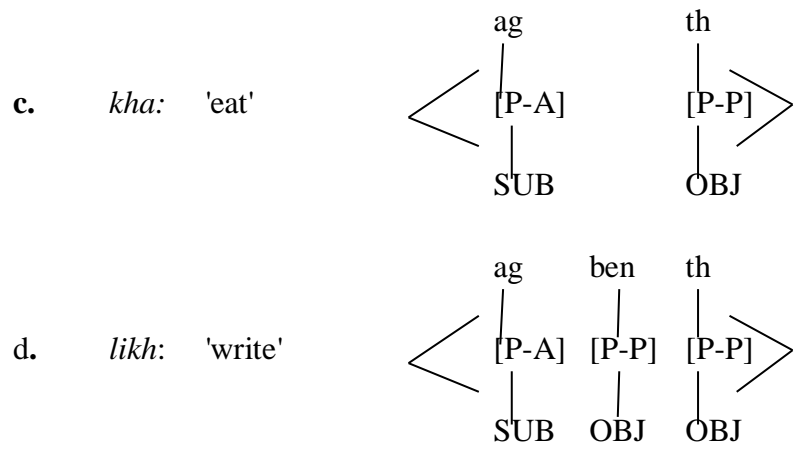 ag th
c. kha: 'eat' [P-A] [P-P]
SUB OBJ
ag ben th
d. likh: 'write' [P-A] [P-P] [P-P]
SUB OBJ OBJ